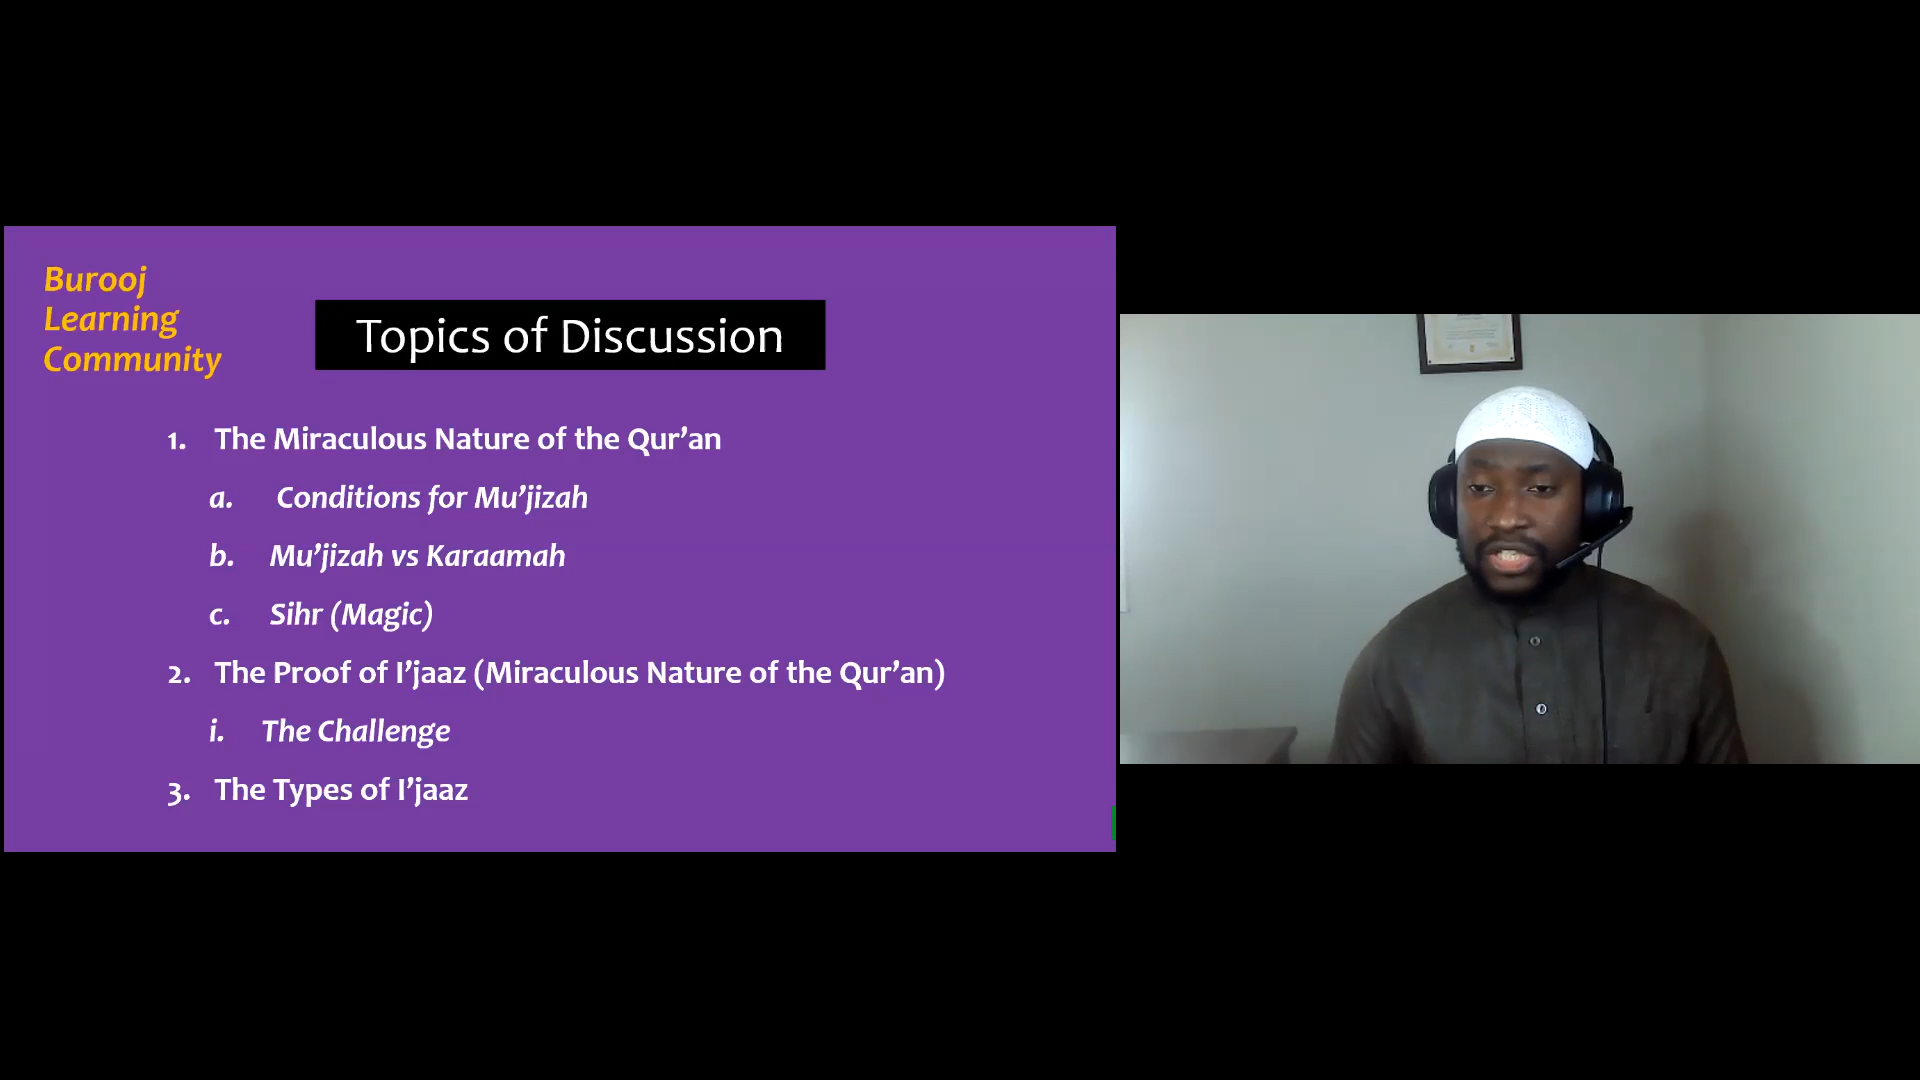 Burooj
Learning
Community
Topics of Discussion
1. The Miraculous Nature of the Qur’an
a. Conditions for Mu’jizah
b. Mu’jizah vs Karaamah
c. Sihr (Magic)
2. The Proof of I’jaaz (Miraculous Nature of the Qur’an)
i. The Challenge
3. The Types of I’jaaz